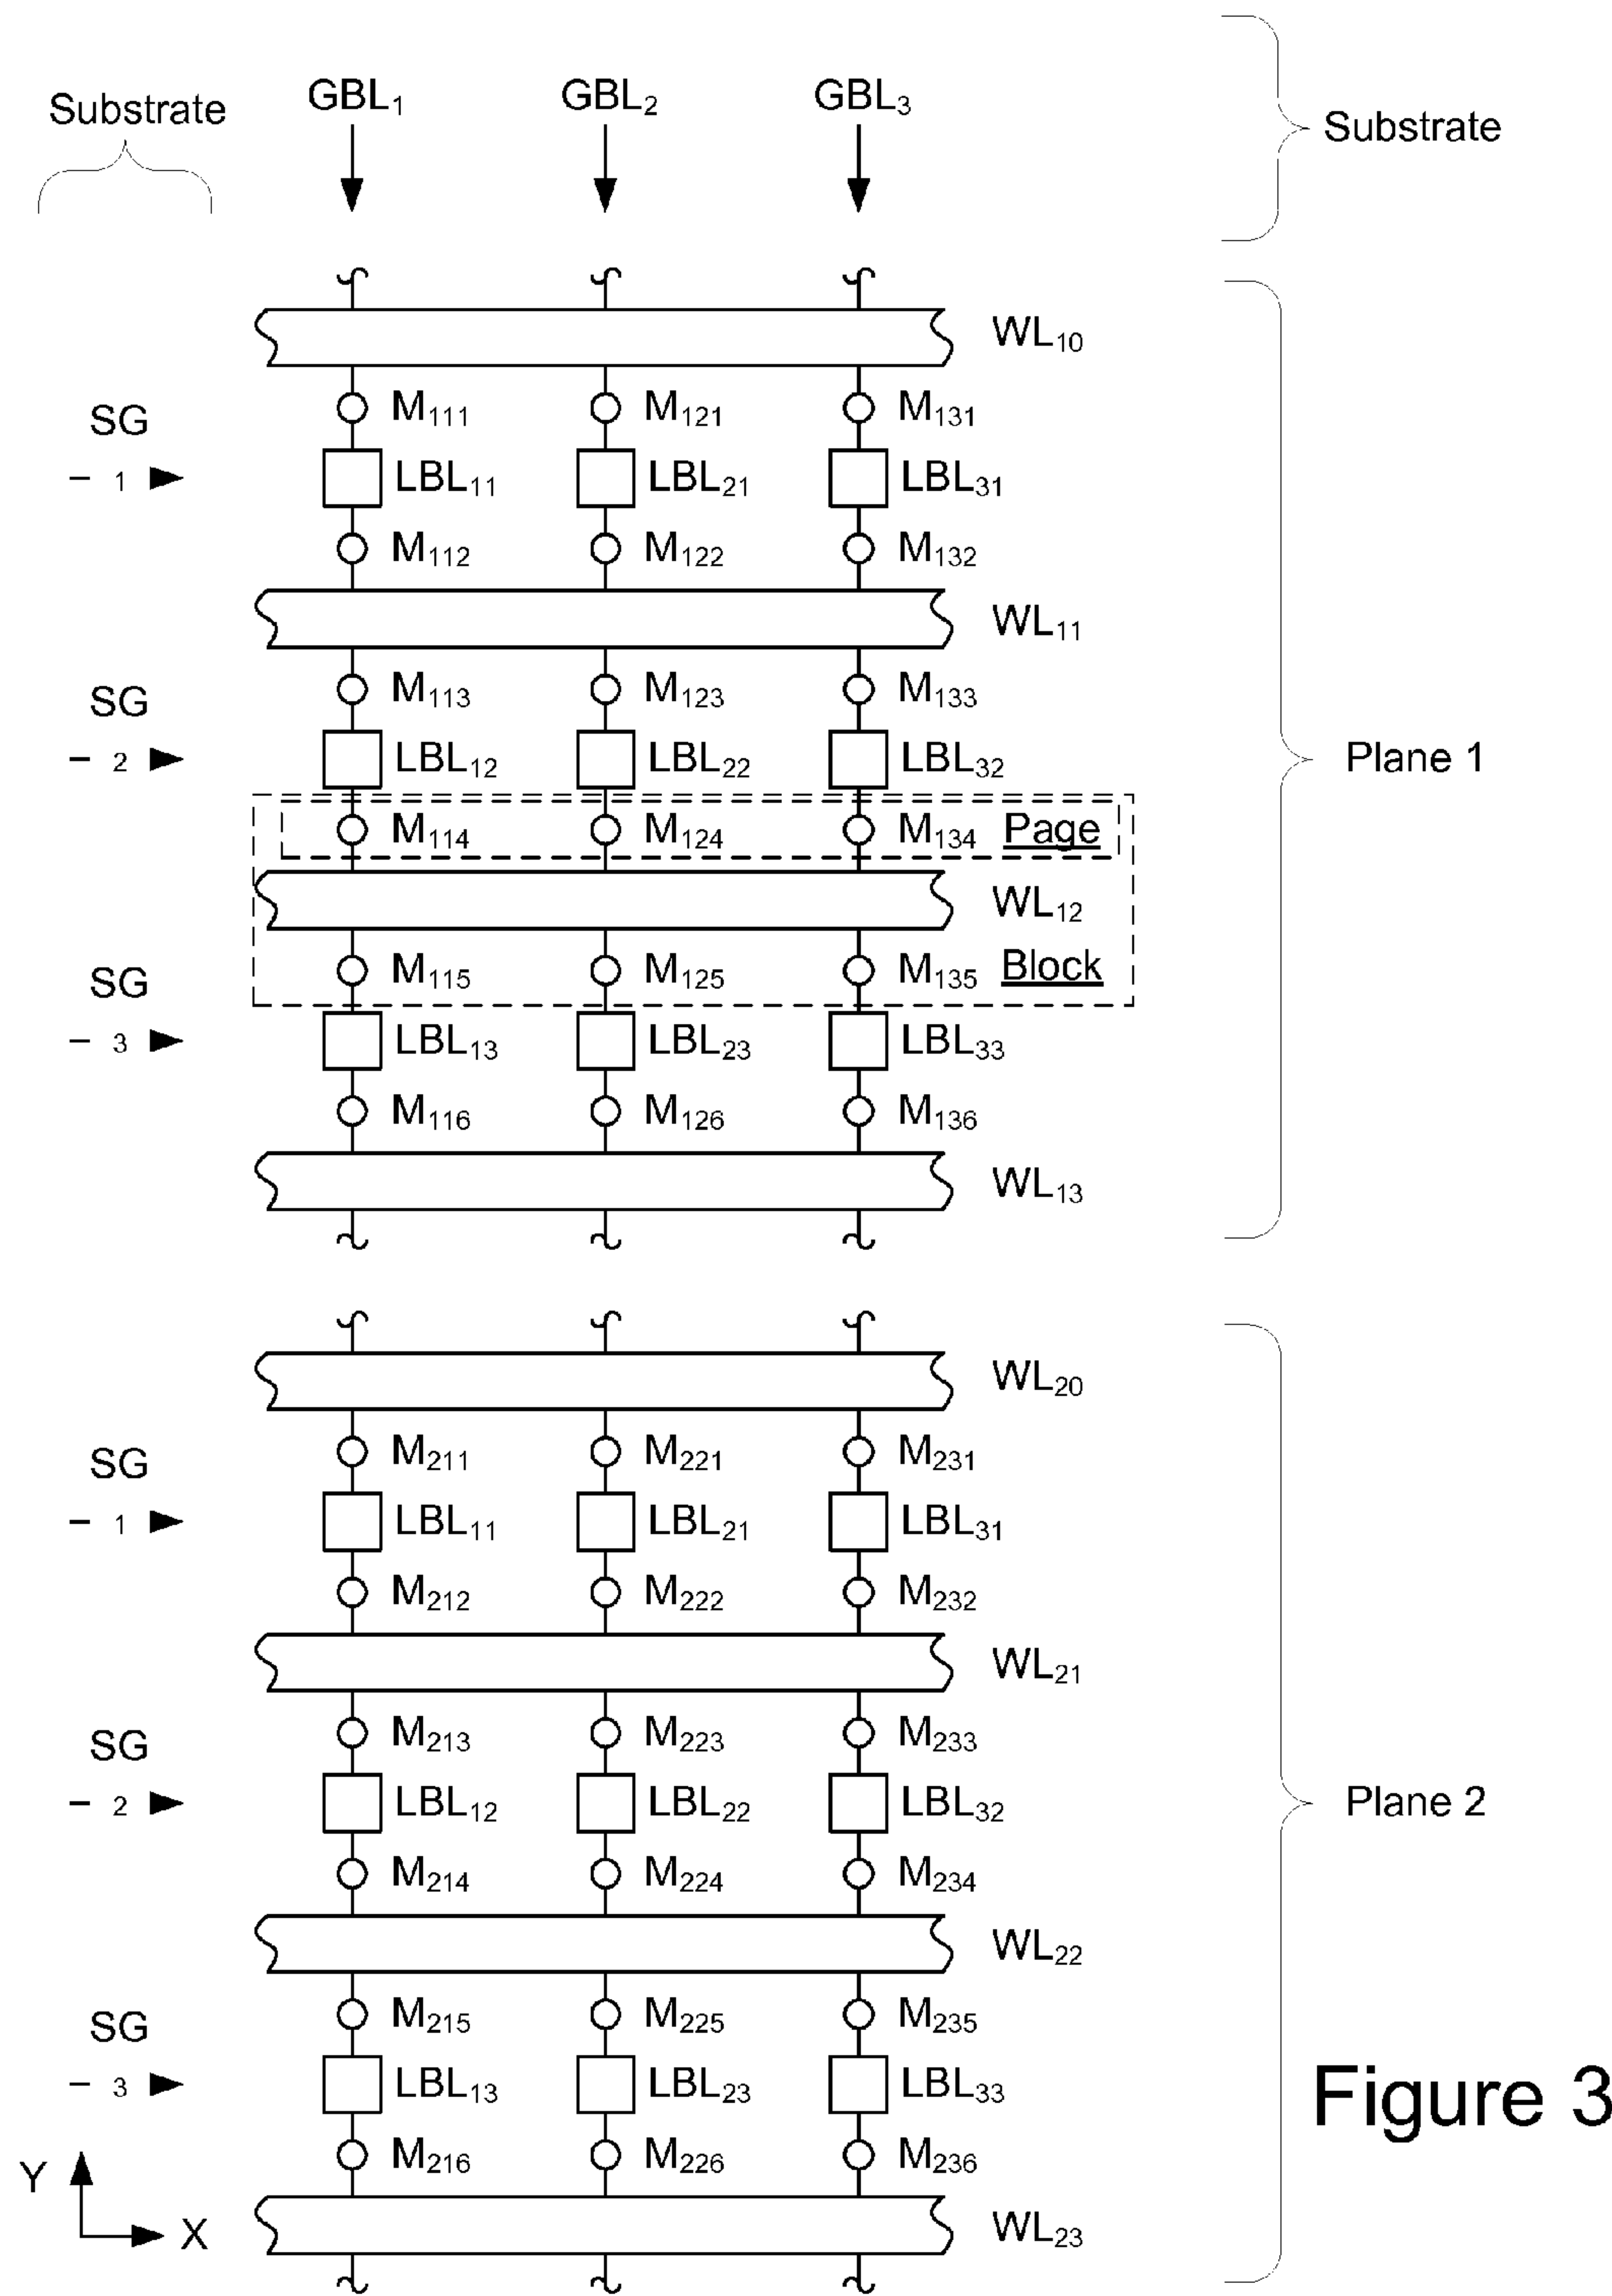 GBL1 GBL2 GBL3
Substrate
Substrate
WL10
SG
M111 M121 M131
- 1 LBL11 LBL21 LBL31
M112 M122 M132
WL11
SG
M113 M123 M133
- 2 LBL12 LBL22 LBL32
Plane 1
M114 M124 M134 Page
WL12
M115 M125 M135 Block
SG
- 3 LBL13 LBL23 LBL33
M116 M126 M136
WL13
WL20
SG
M211 M221 M231
- 1 LBL11 LBL21 LBL31
M212 M222 M232
WL21
SG
M213 M223 M233
- 2 LBL12 LBL22 LBL32
Plane 2
M214 M224 M234
WL22
SG
M215 M225 M235
- 3 LBL13 LBL23 LBL33
Figure 3
M216 M226 M236
Y
X
WL23